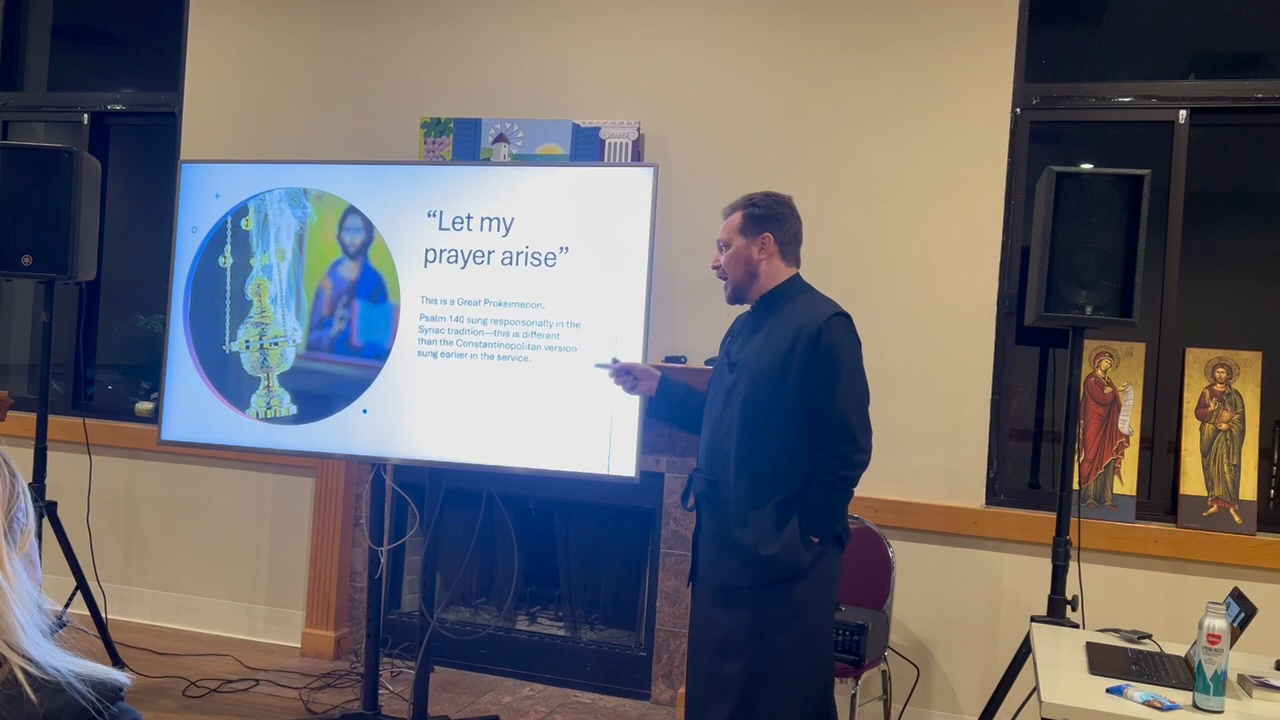 “Let my
prayer arise”
This is a Great Prokeimenon.
Psalm 140 sung responsorially in the
Syriac tradition—this is different
than the Constantinopolitan version
sung earlier in the service.